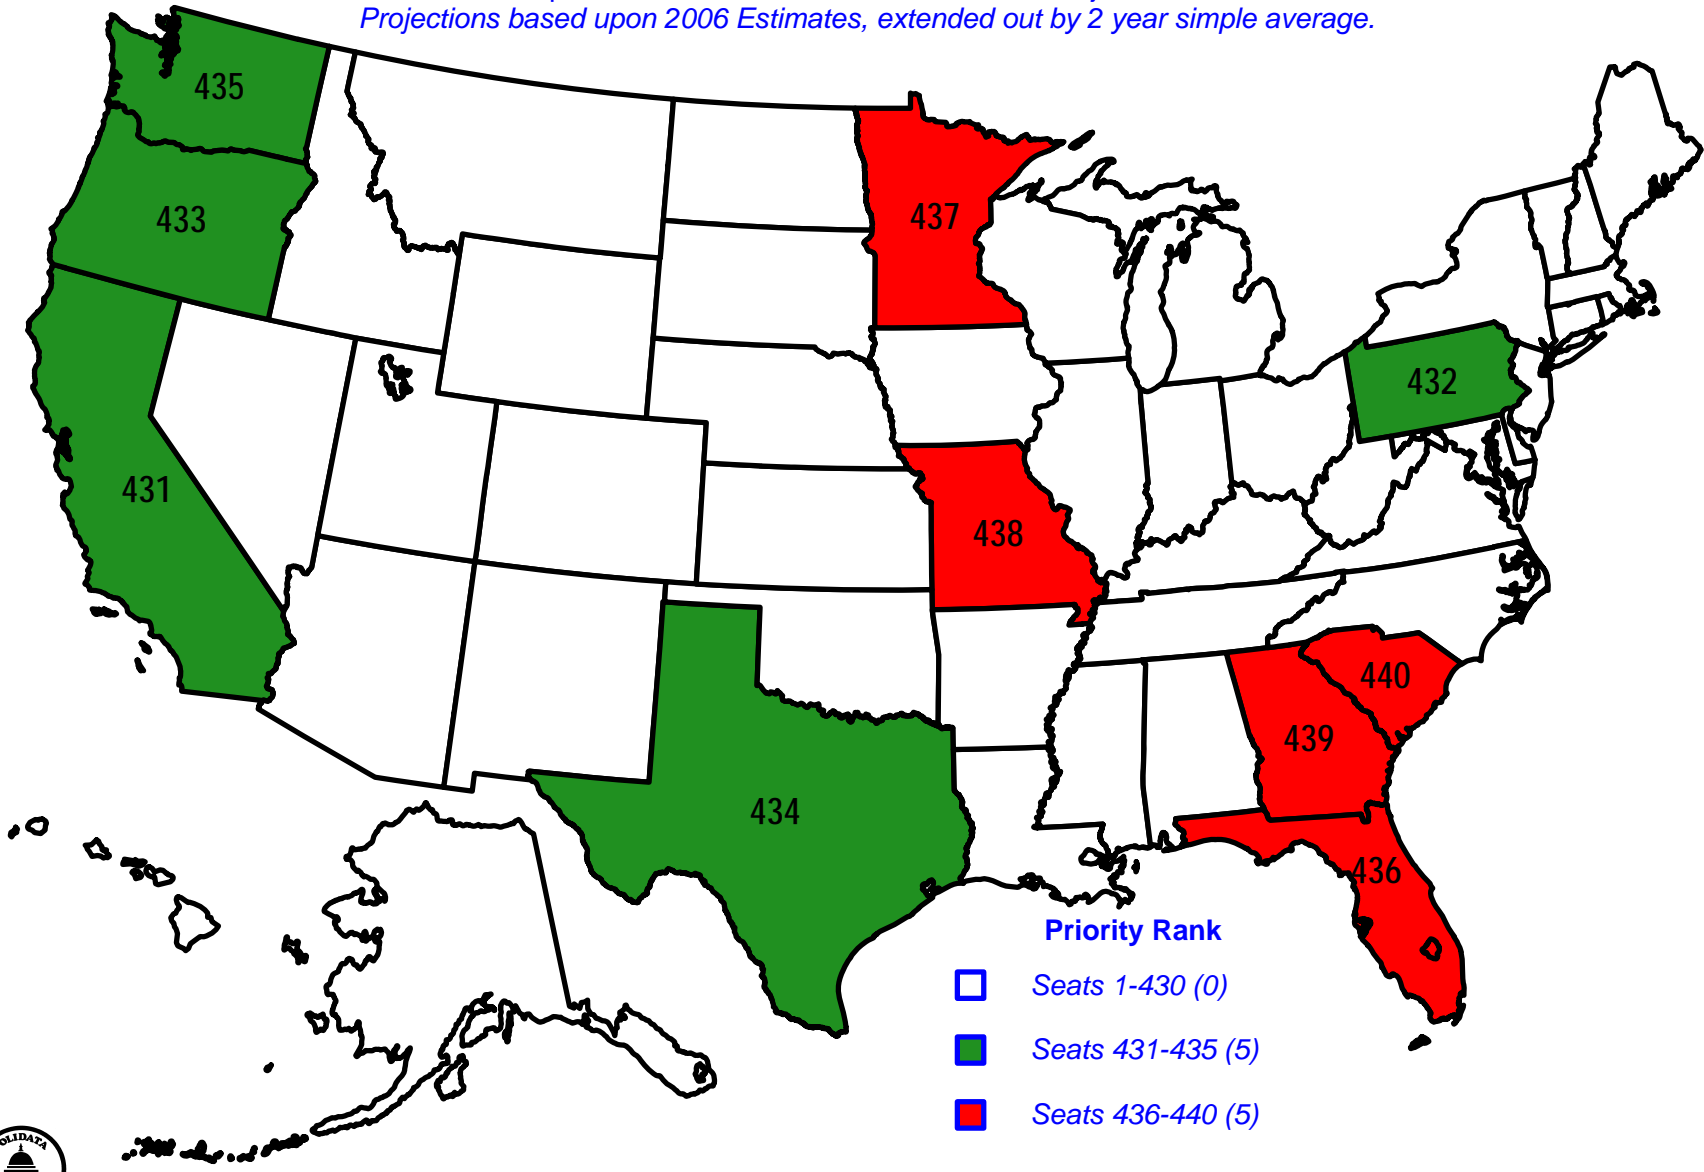 Projections based upon 2006 Estimates, extended out by 2 year simple average.
435
433
437
432
431
438
440
439
434
436
Priority Rank
Seats 1-430 (0)
Seats 431-435 (5)
Seats 436-440 (5)
OLIDATA